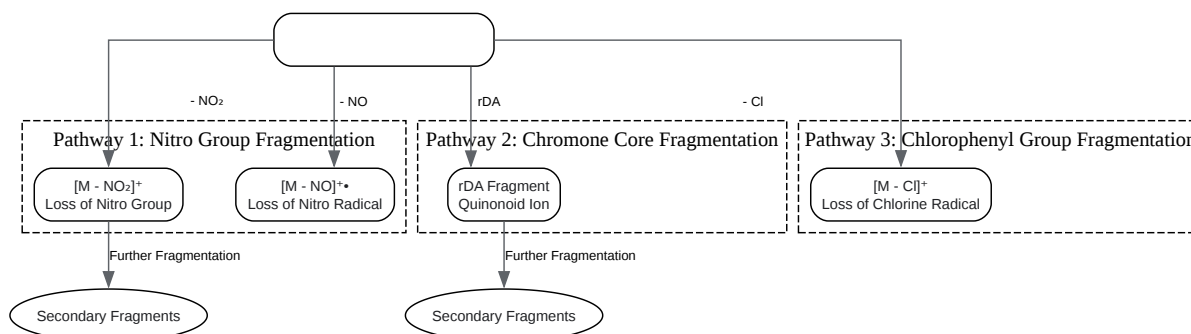 - NO₂
- NO
rDA
- Cl
Pathway 1: Nitro Group Fragmentation
Pathway 2: Chromone Core Fragmentation
Pathway 3: Chlorophenyl Group Fragmentation
[M - NO₂]⁺
Loss of Nitro Group
[M - NO]⁺•
Loss of Nitro Radical
rDA Fragment
Quinonoid Ion
[M - Cl]⁺
Loss of Chlorine Radical
Further Fragmentation
Further Fragmentation
Secondary Fragments
Secondary Fragments